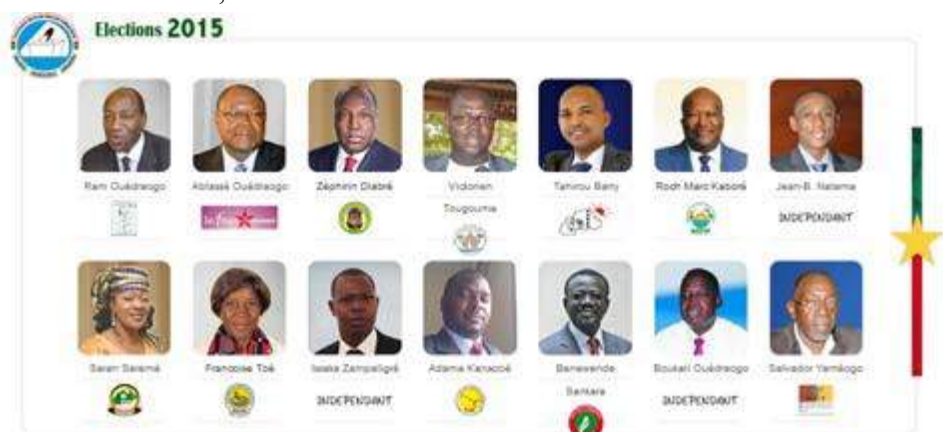 Elections 2015
Ram Ouédraogo
Ablassé Ouédraogo
Zéphirin Diabré
Victorien
Tougouma
Tahirou Barry
Roch Marc Kaboré
Jean-B. Natama
INDEPENDANT
Saran Sérémé
Françoise Toé
Issaka Zampaligré
Adama Kanazoé
Benewende
Sankara
Boukari Ouédraogo
Salvador Yaméogo
INDEPENDANT
INDEPENDANT